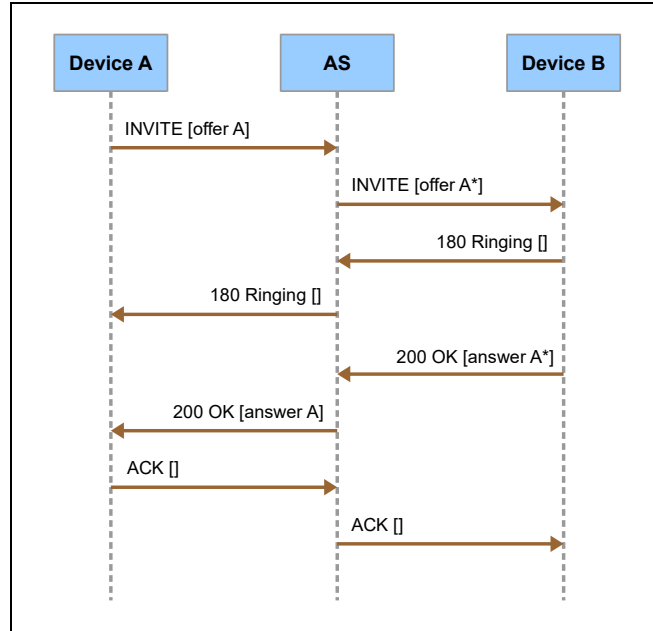 Device A
AS
Device B
INVITE [offer A]
INVITE [offer A*]
180 Ringing []
180 Ringing []
200 OK [answer A*]
200 OK [answer A]
ACK []
ACK []